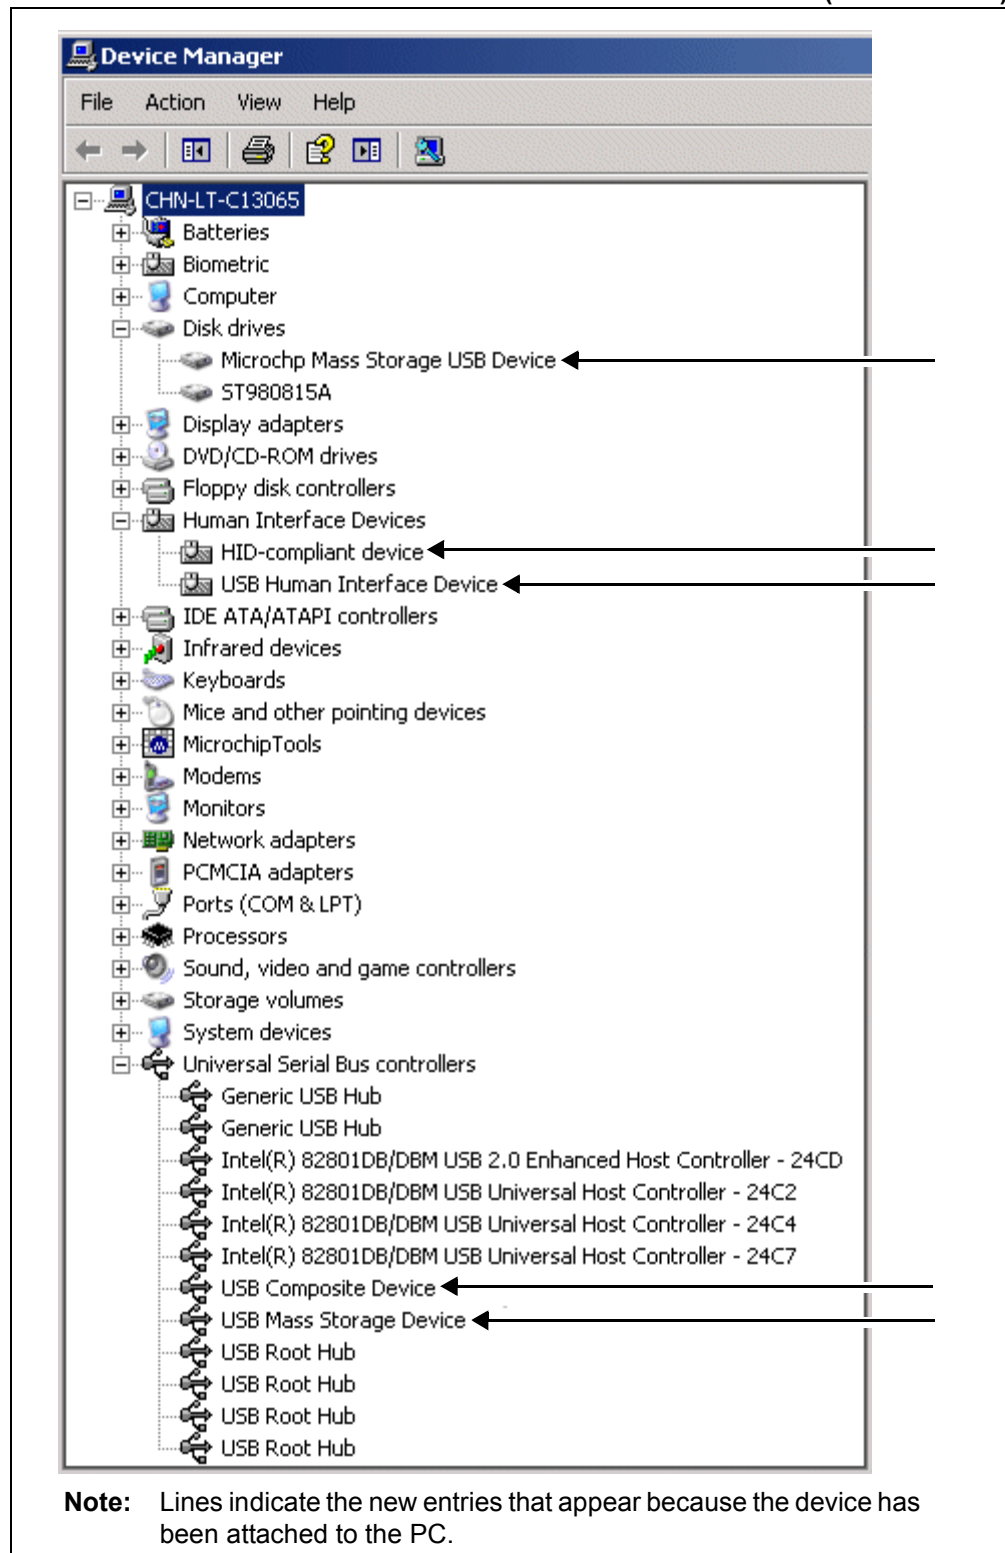 Device Manager
File Action View Help
CHN-LT-C13065
Batteries
Biometric
Computer
Disk drives
Microchp Mass Storage USB Device
ST980815A
Display adapters
DVD/CD-ROM drives
Floppy disk controllers
Human Interface Devices
HID-compliant device
USB Human Interface Device
IDE ATA/ATAPI controllers
Infrared devices
Keyboards
Mice and other pointing devices
MicrochipTools
Modems
Monitors
Network adapters
PCMCIA adapters
Ports (COM & LPT)
Processors
Sound, video and game controllers
Storage volumes
System devices
Universal Serial Bus controllers
Generic USB Hub
Generic USB Hub
Intel(R) 82801DB/DBM USB 2.0 Enhanced Host Controller - 24CD
Intel(R) 82801DB/DBM USB Universal Host Controller - 24C2
Intel(R) 82801DB/DBM USB Universal Host Controller - 24C4
Intel(R) 82801DB/DBM USB Universal Host Controller - 24C7
USB Composite Device
USB Mass Storage Device
USB Root Hub
USB Root Hub
USB Root Hub
USB Root Hub
Note: Lines indicate the new entries that appear because the device has
been attached to the PC.